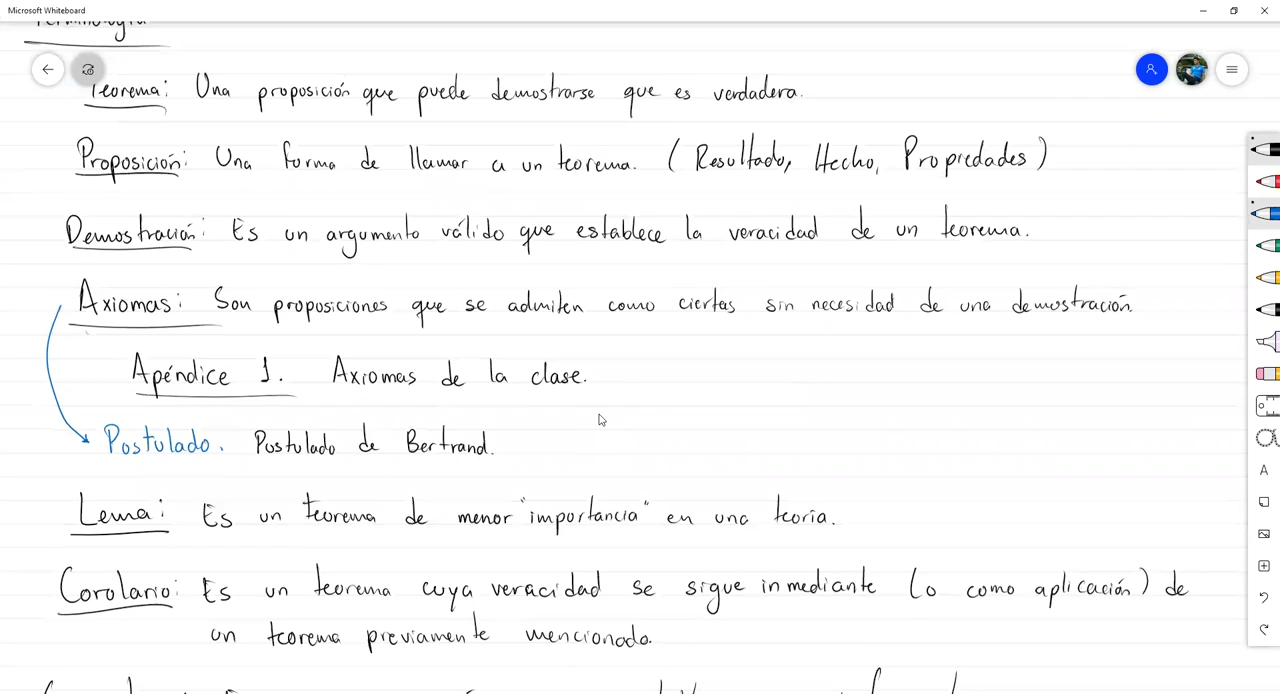 Microsoft Whiteboard
Terminología
Teorema: Una proposición que puede demostrarse que es verdadera.
Proposición: Una forma de llamar a un teorema. (Resultado, Hecho, Propiedades)
Demostración: Es un argumento válido que establece la veracidad de un teorema.
Axiomas: Son proposiciones que se admiten como ciertas sin necesidad de una demostración.
Apéndice 1. Axiomas de la clase.
Postulado. Postulado de Bertrand.
Lema: Es un teorema de menor "importancia" en una teoría.
Corolario: Es un teorema cuya veracidad se sigue inmediante (o como aplicación) de
un teorema previamente mencionado.